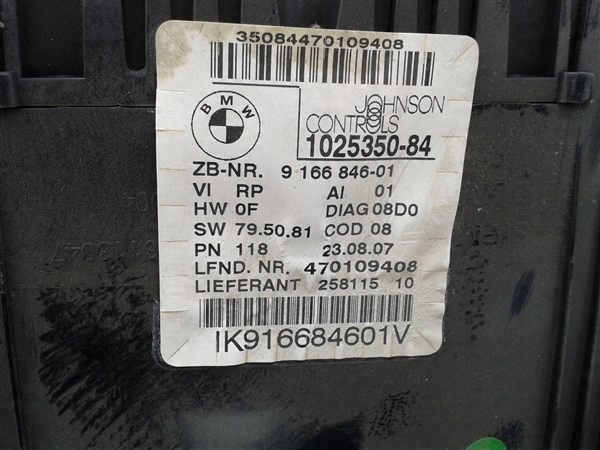 35084470109408
BMW
JOHNSON
CONTROLS
1025350-84
ZB-NR. 9 166 846-01
VI RP AI 01
HW 0F DIAG 08D0
SW 79.50.81 COD 08
PN 118 23.08.07
LFND. NR. 470109408
LIEFERANT 258115 10
IK916684601V